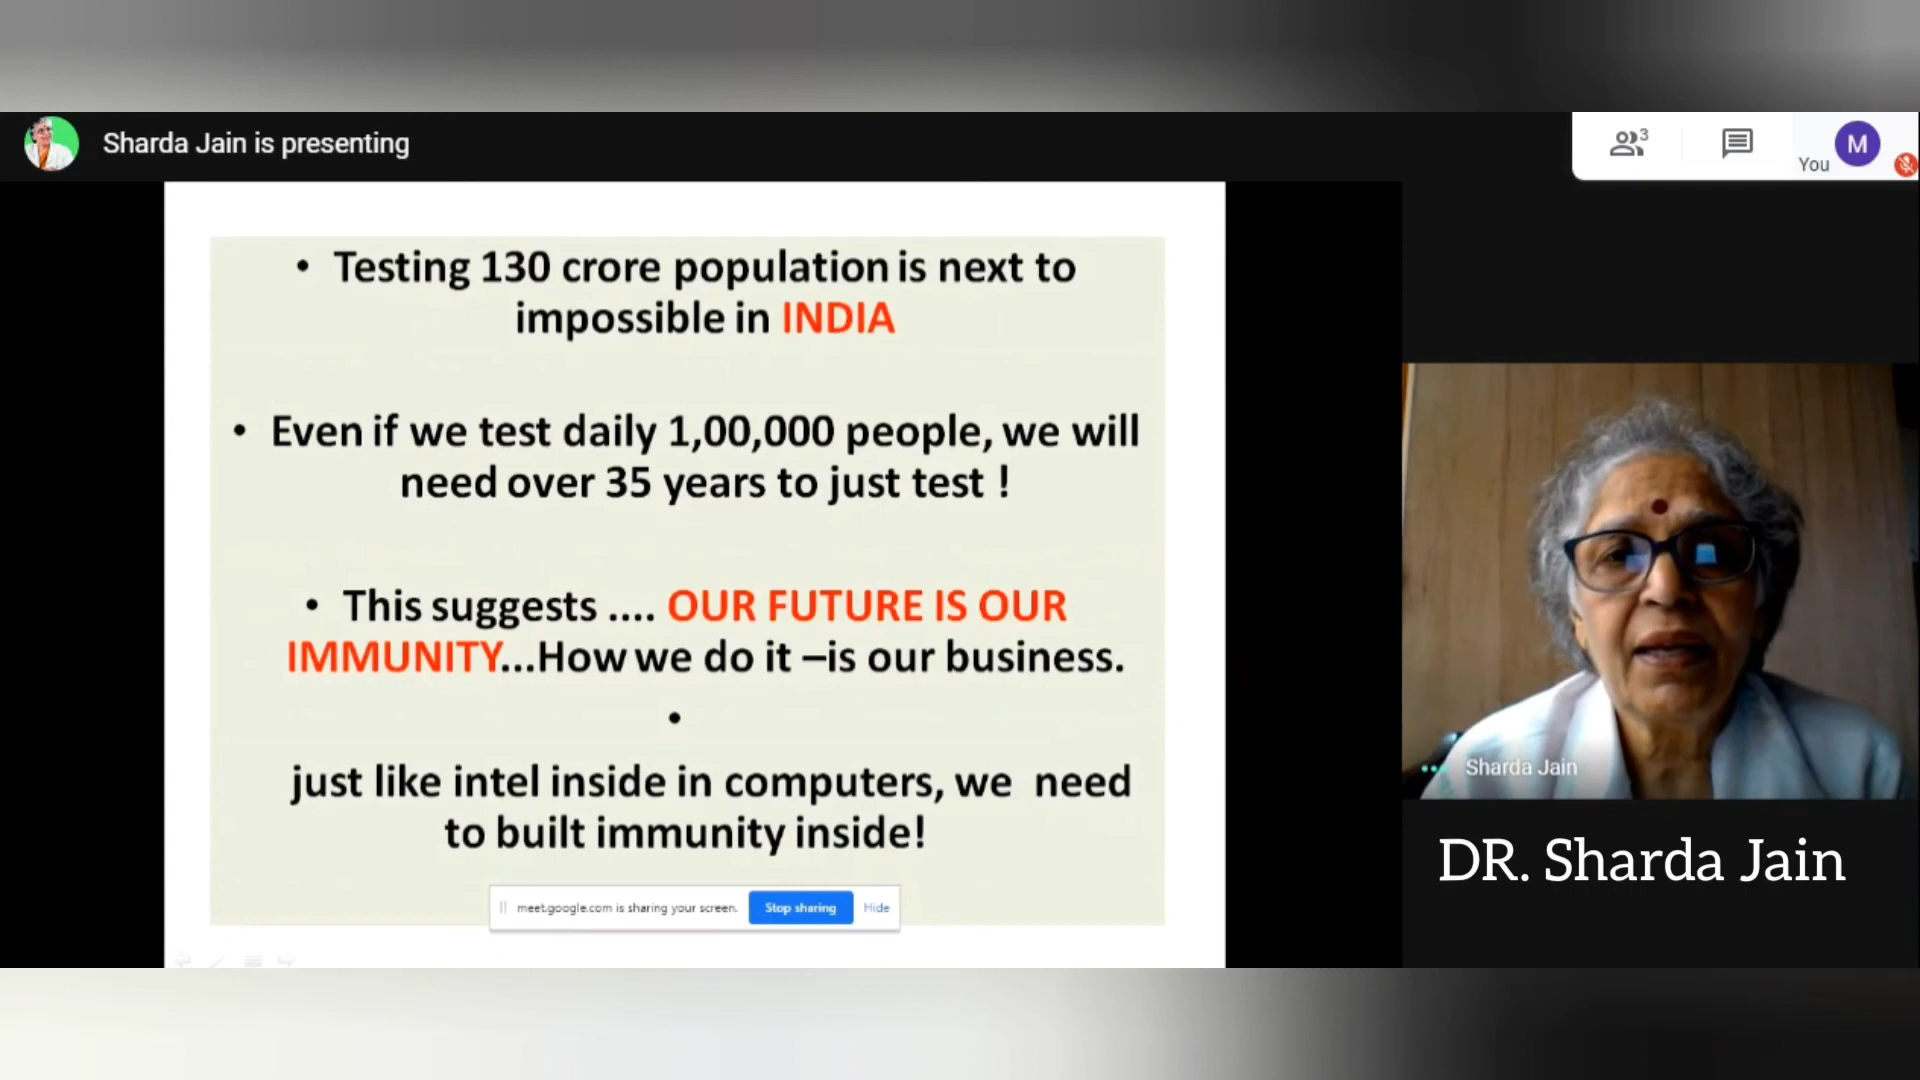 Sharda Jain is presenting
3
You
M
• Testing 130 crore population is next to
impossible in INDIA
• Even if we test daily 1,00,000 people, we will
need over 35 years to just test !
• This suggests .... OUR FUTURE IS OUR
IMMUNITY...How we do it –is our business.
•
just like intel inside in computers, we need
to built immunity inside!
meet.google.com is sharing your screen. Stop sharing Hide
Sharda Jain
DR. Sharda Jain